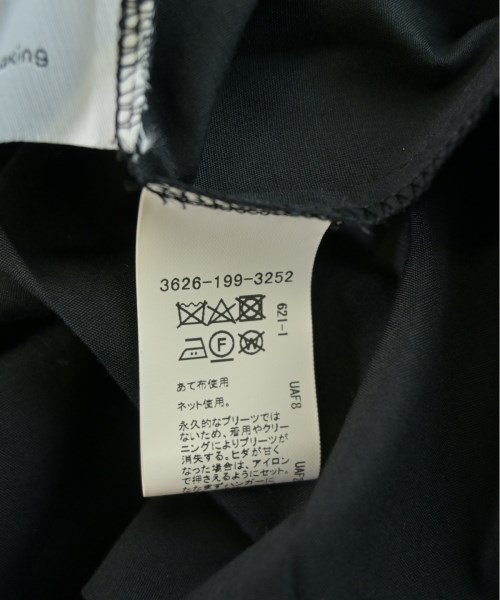 aking
3626-199-3252
621-1
F
W
UAF8
あて布使用
ネット使用。
永久的なプリーツでは
ないため、着用やクリー
ニングによりプリーツが
消失する。ヒダが甘く
なった場合は、アイロン
で押さえるようにセット。